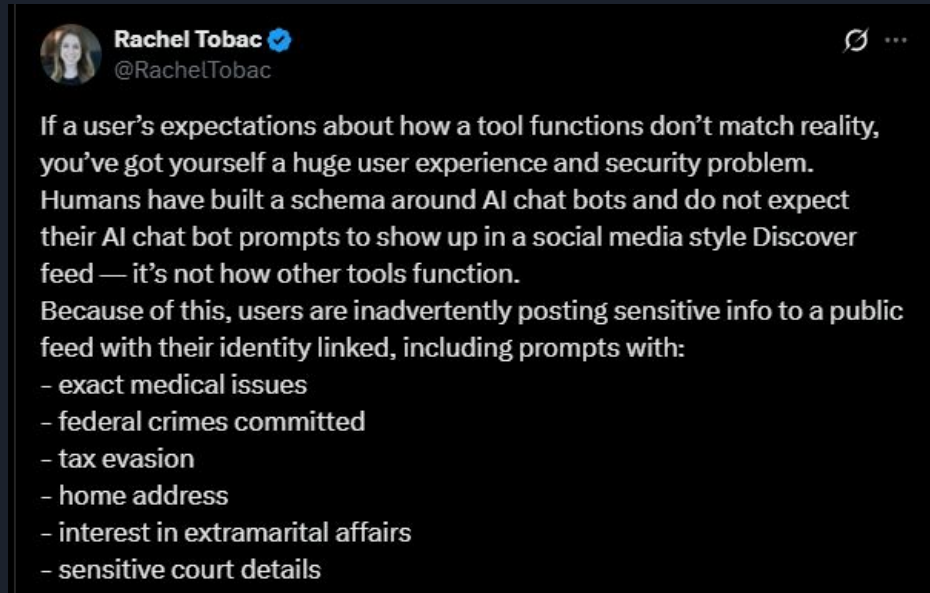 Rachel Tobac
@RachelTobac
If a user’s expectations about how a tool functions don’t match reality,
you’ve got yourself a huge user experience and security problem.
Humans have built a schema around AI chat bots and do not expect
their AI chat bot prompts to show up in a social media style Discover
feed — it’s not how other tools function.
Because of this, users are inadvertently posting sensitive info to a public
feed with their identity linked, including prompts with:
- exact medical issues
- federal crimes committed
- tax evasion
- home address
- interest in extramarital affairs
- sensitive court details